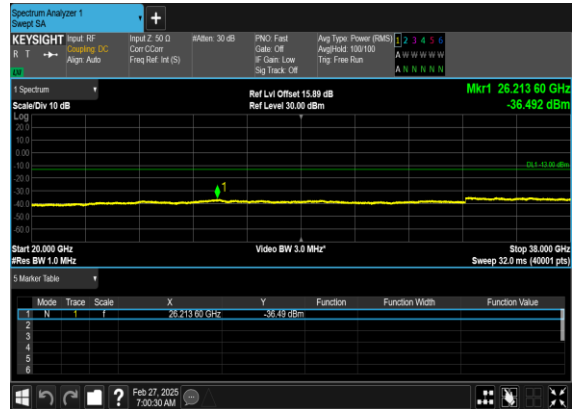 Spectrum Analyzer 1
Swept SA
+
KEYSIGHT Input: RF Input Z: 50 Ω #Atten: 30 dB PNO: Fast Avg Type: Power (RMS) 1 2 3 4 5 6
R T Coupling: DC Corr CCorr Gate: Off Avg|Hold: 100/100 A W W W W W
Align: Auto Freq Ref: Int (S) IF Gain: Low Trig: Free Run A N N N N N
Sig Track: Off
1 Spectrum Ref Lvl Offset 15.89 dB Mkr1 26.213 60 GHz
Scale/Div 10 dB Ref Level 30.00 dBm -36.492 dBm
Log
20.0
10.0
0.00
-10.0
DL1 -13.00 dBm
-20.0
-30.0
1
-40.0
-50.0
-60.0
Start 20.000 GHz Video BW 3.0 MHz* Stop 38.000 GHz
#Res BW 1.0 MHz Sweep 32.0 ms (40001 pts)
5 Marker Table
Mode Trace Scale X Y Function Function Width Function Value
1 N 1 f 26.213 60 GHz -36.49 dBm
2
3
4
5
6
? Feb 27, 2025
7:00:30 AM